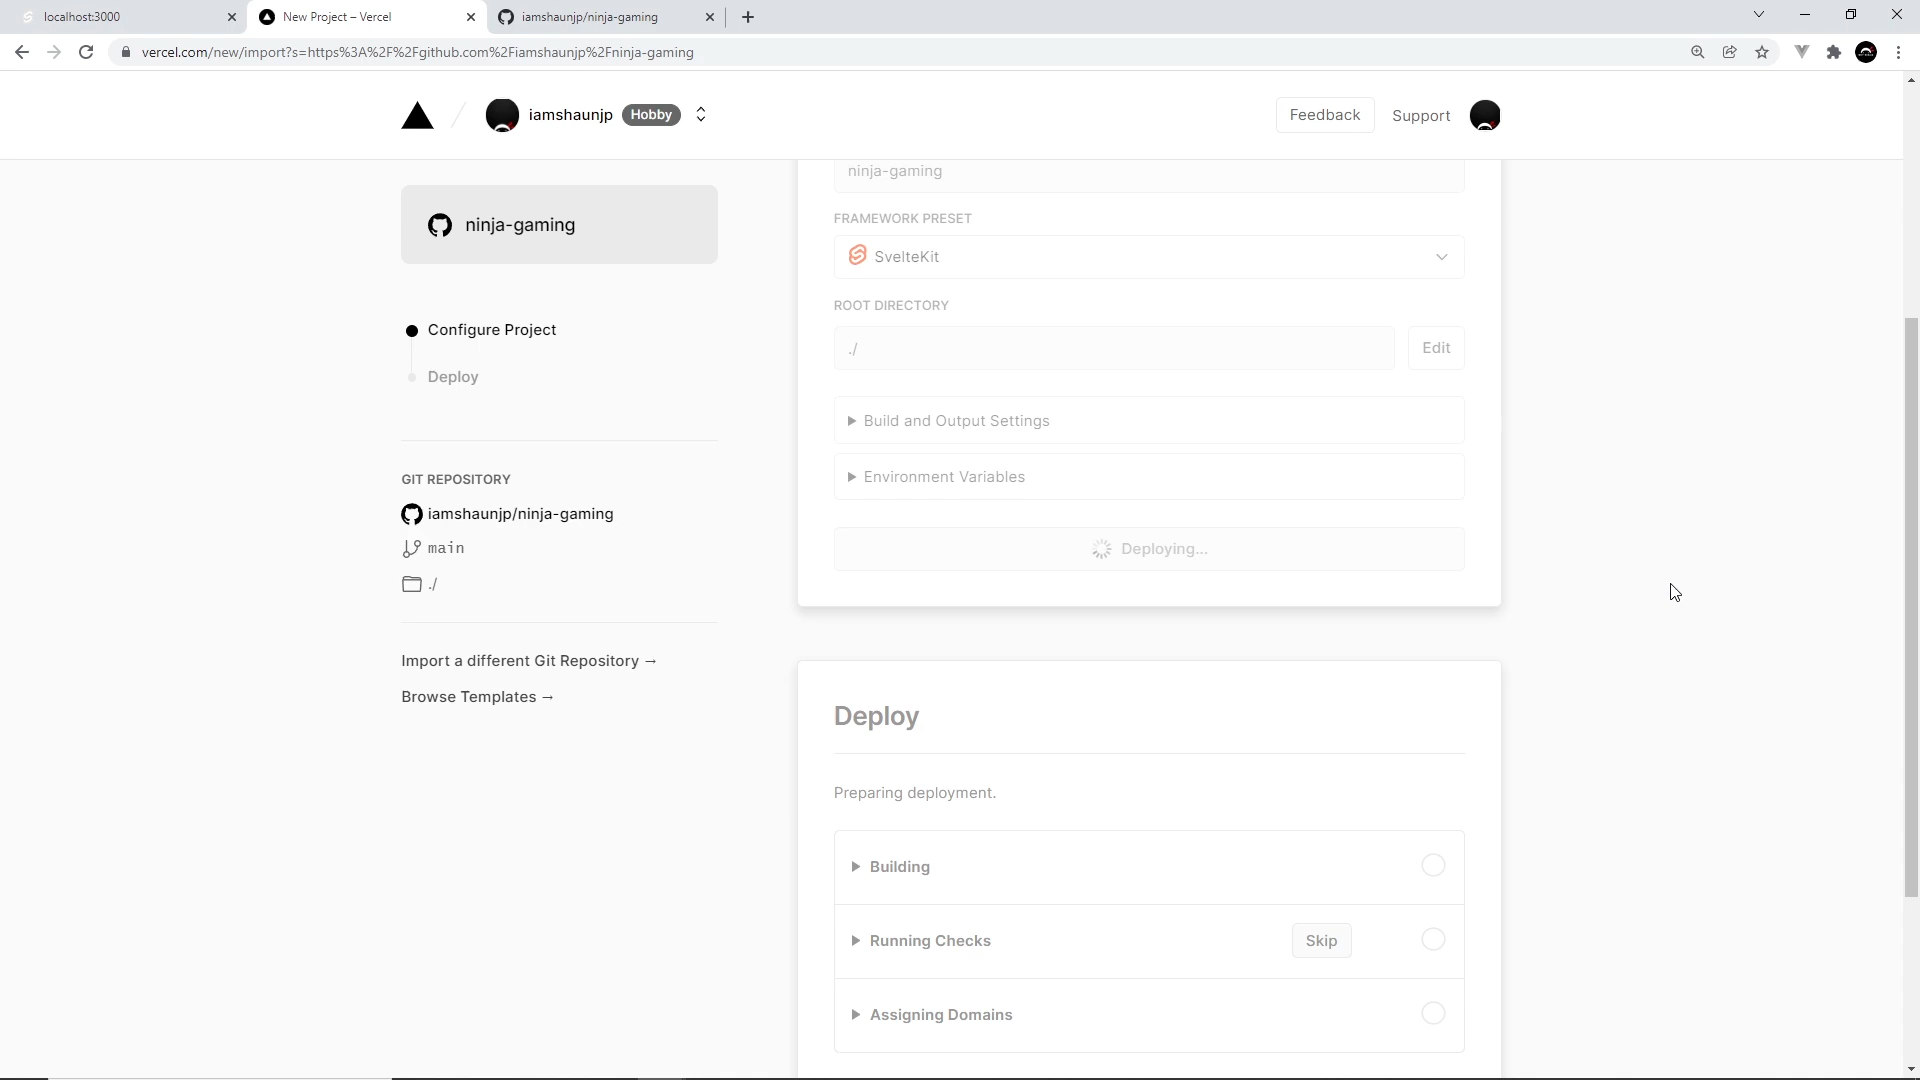 localhost:3000
New Project – Vercel
iamshaunjp/ninja-gaming
vercel.com/new/import?s=https%3A%2F%2Fgithub.com%2Fiamshaunjp%2Fninja-gaming
iamshaunjp
Hobby
Feedback
Support
ninja-gaming
Configure Project
Deploy
GIT REPOSITORY
iamshaunjp/ninja-gaming
main
./
Import a different Git Repository →
Browse Templates →
ninja-gaming
FRAMEWORK PRESET
SvelteKit
ROOT DIRECTORY
./
Edit
Build and Output Settings
Environment Variables
Deploying...
Deploy
Preparing deployment.
Building
Running Checks
Skip
Assigning Domains